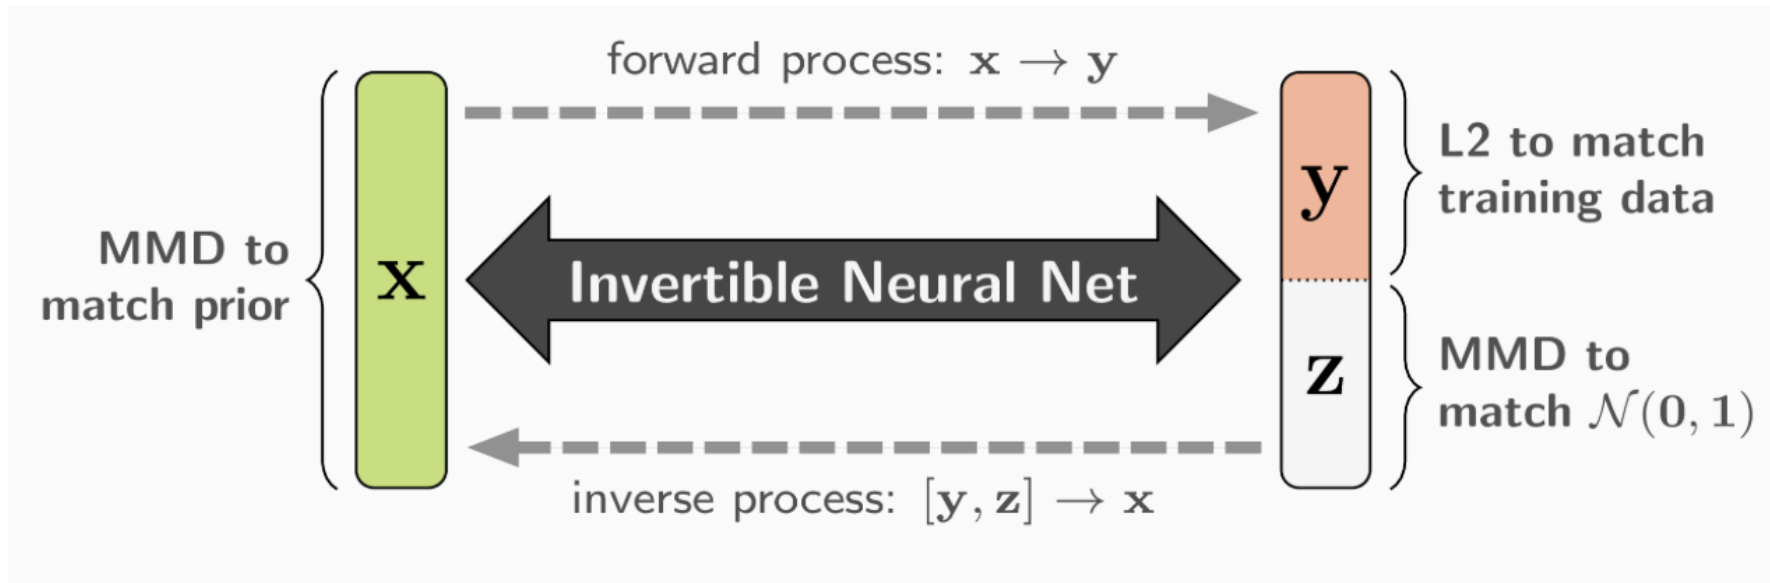 forward process: x → y
MMD to
match prior
x
Invertible Neural Net
y
z
L2 to match
training data
MMD to
match 𝒩(0, 1)
inverse process: [y, z] → x